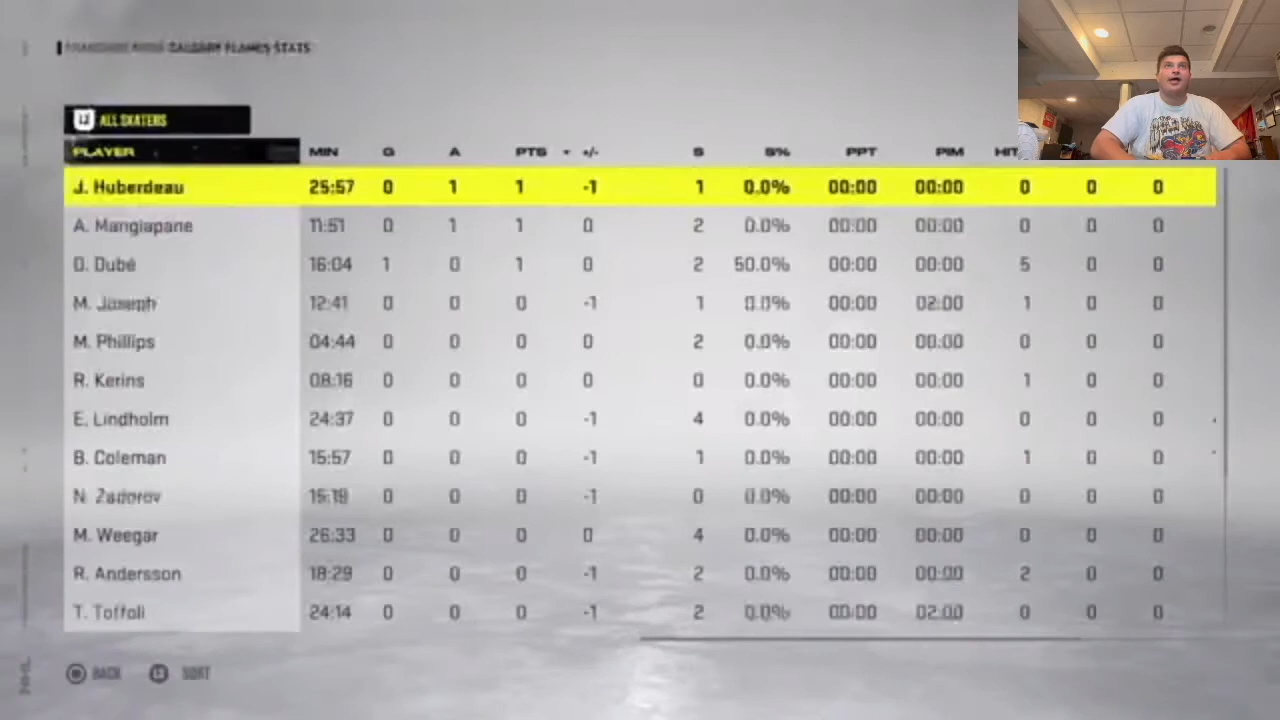 FRANCHISE MODE CALGARY FLAMES STATS
L3 ALL SKATERS
PLAYER MIN G A PTS +/- S S% PPT PIM HIT
J. Huberdeau 25:57 0 1 1 -1 1 0.0% 00:00 00:00 0 0 0
A. Mangiapane 11:51 0 1 1 0 2 0.0% 00:00 00:00 0 0 0
D. Dubé 16:04 1 0 1 0 2 50.0% 00:00 00:00 5 0 0
M. Joseph 12:41 0 0 0 -1 1 0.0% 00:00 02:00 1 0 0
M. Phillips 04:44 0 0 0 0 2 0.0% 00:00 00:00 0 0 0
R. Kerins 08:16 0 0 0 0 0 0.0% 00:00 00:00 1 0 0
E. Lindholm 24:37 0 0 0 -1 4 0.0% 00:00 00:00 0 0 0
B. Coleman 15:57 0 0 0 -1 1 0.0% 00:00 00:00 1 0 0
N. Zadorov 15:18 0 0 0 -1 0 0.0% 00:00 00:00 0 0 0
M. Weegar 26:33 0 0 0 0 4 0.0% 00:00 00:00 0 0 0
R. Andersson 18:29 0 0 0 -1 2 0.0% 00:00 00:00 2 0 0
T. Toffoli 24:14 0 0 0 -1 2 0.0% 00:00 02:00 0 0 0
BACK SORT
NHL